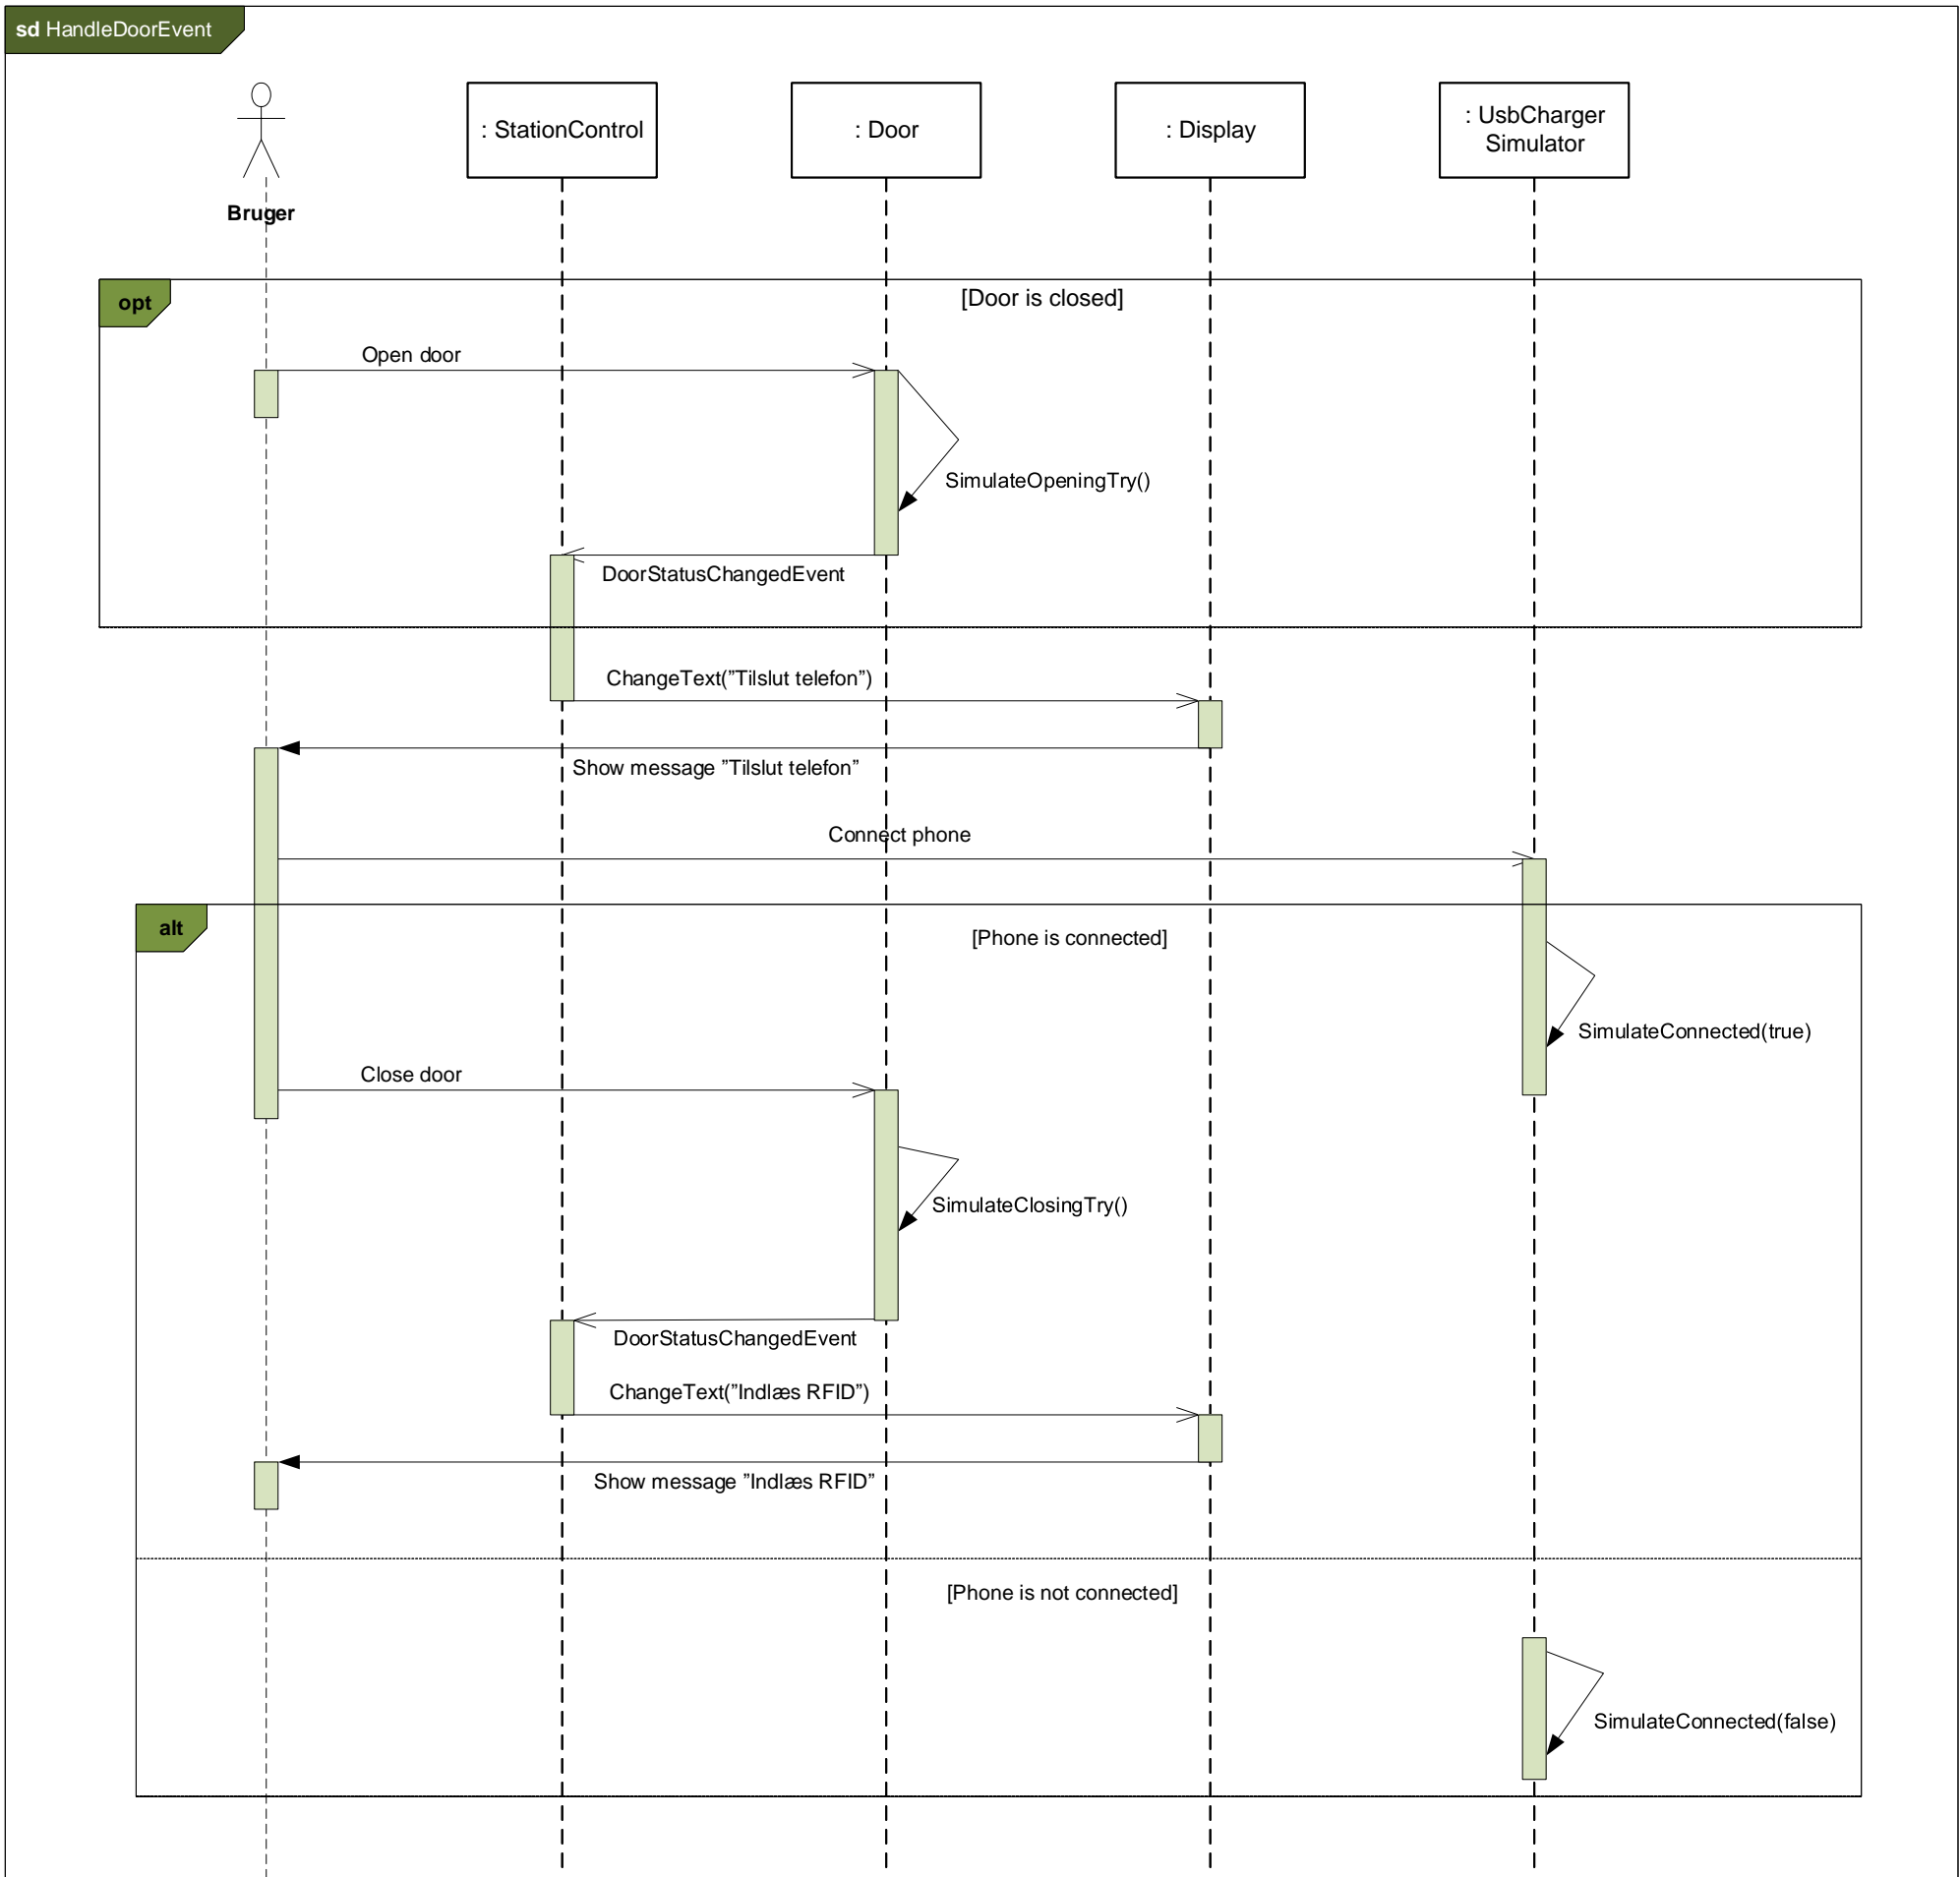 sd HandleDoorEvent
: StationControl
: Door
: Display
: UsbCharger
Simulator
Bruger
opt
[Door is closed]
Open door
SimulateOpeningTry()
DoorStatusChangedEvent
ChangeText(”Tilslut telefon”)
Show message ”Tilslut telefon”
Connect phone
alt
[Phone is connected]
SimulateConnected(true)
Close door
SimulateClosingTry()
DoorStatusChangedEvent
ChangeText(”Indlæs RFID”)
Show message ”Indlæs RFID”
[Phone is not connected]
SimulateConnected(false)